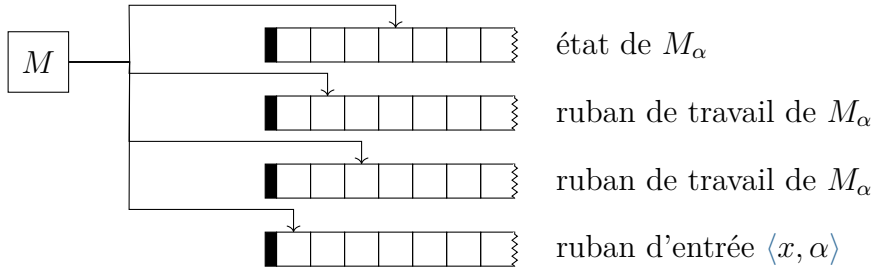 M
état de Mα
ruban de travail de Mα
ruban de travail de Mα
ruban d'entrée ⟨x, α⟩